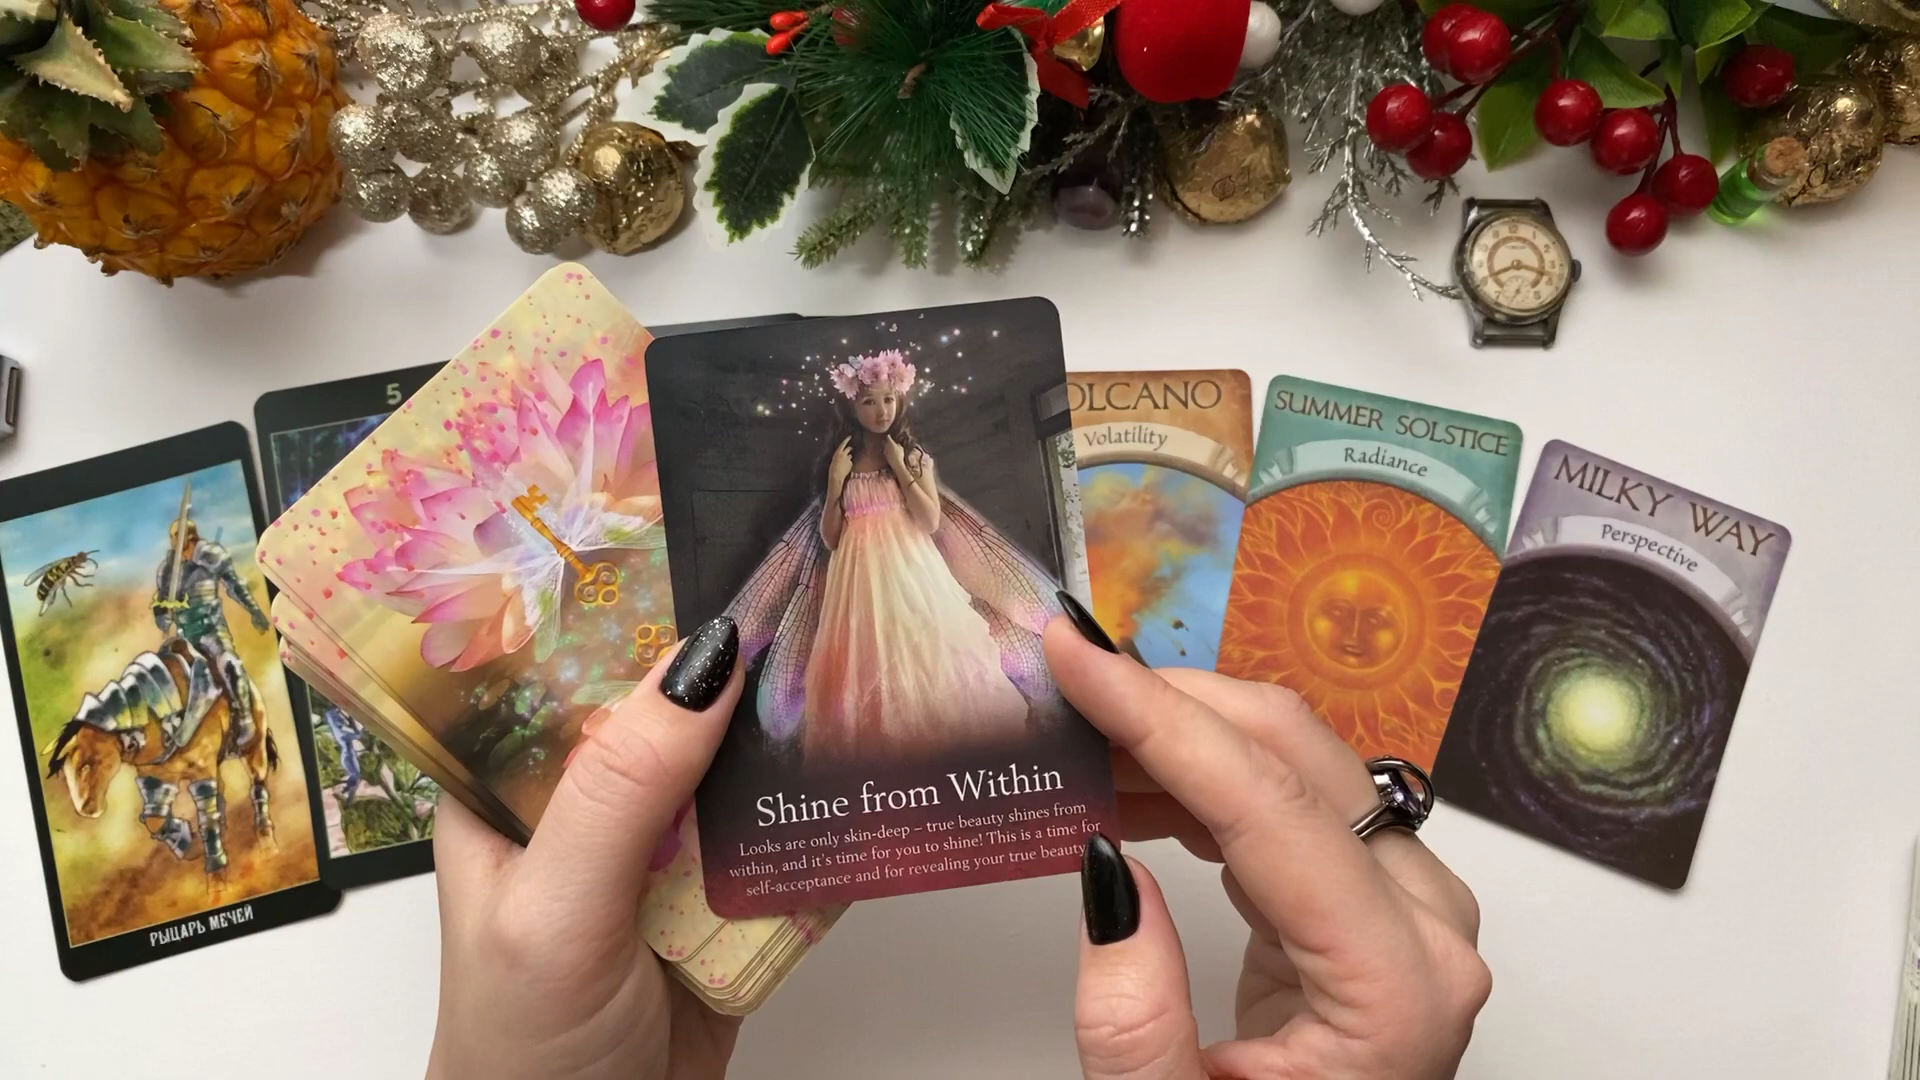 5
РЫЦАРЬ МЕЧЕЙ
Shine from Within
Looks are only skin-deep – true beauty shines from
within, and it's time for you to shine! This is a time for
self-acceptance and for revealing your true beauty
OLCANO
Volatility
SUMMER SOLSTICE
Radiance
MILKY WAY
Perspective